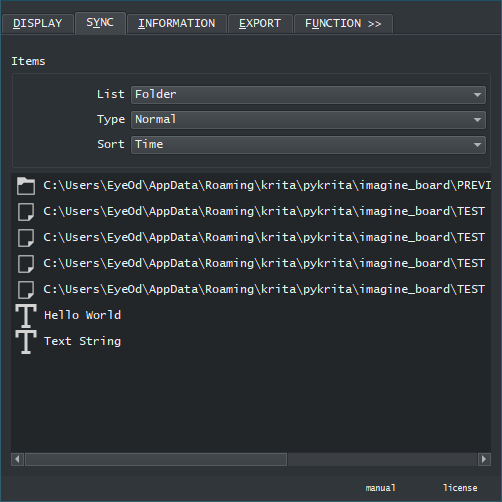 DISPLAY SYNC INFORMATION EXPORT FUNCTION >>
Items
List Folder
Type Normal
Sort Time
C:\Users\EyeOd\AppData\Roaming\krita\pykrita\imagine_board\PREVI
C:\Users\EyeOd\AppData\Roaming\krita\pykrita\imagine_board\TEST
C:\Users\EyeOd\AppData\Roaming\krita\pykrita\imagine_board\TEST
C:\Users\EyeOd\AppData\Roaming\krita\pykrita\imagine_board\TEST
C:\Users\EyeOd\AppData\Roaming\krita\pykrita\imagine_board\TEST
Hello World
Text String
manual license